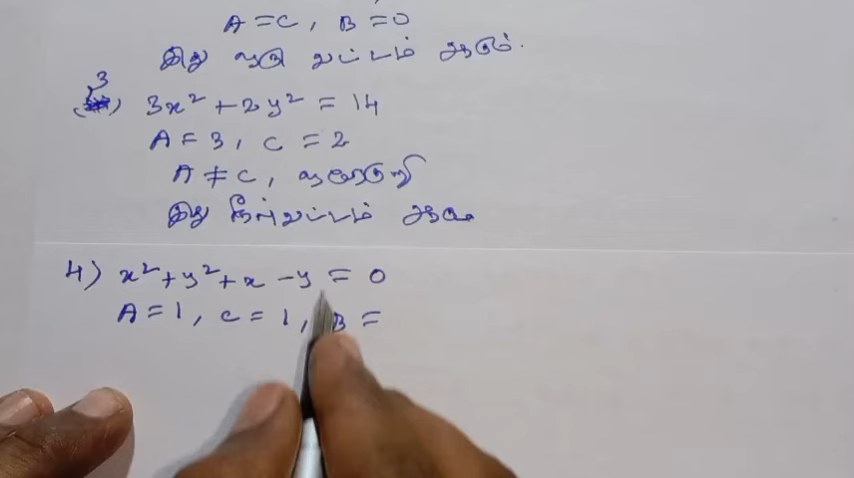 A = C, B = 0
இது ஒரு வட்டம் ஆகும்.
3) 3x² + 2y² = 14
A = 3, C = 2
A ≠ C, ஒரேகுறி
இது நீள்வட்டம் ஆகும்
4) x² + y² + x - y = 0
A = 1, C = 1, B =